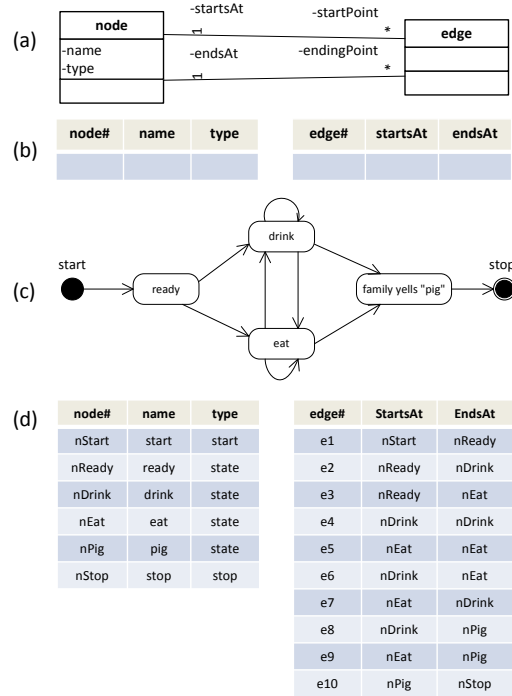 (a)
node
-name
-type
-startsAt
1
-startPoint
*
-endsAt
1
-endingPoint
*
edge
(b)
node# name type
edge# startsAt endsAt
(c)
start
ready
drink
eat
family yells "pig"
stop
(d)
node# name type
nStart start start
nReady ready state
nDrink drink state
nEat eat state
nPig pig state
nStop stop stop
edge# StartsAt EndsAt
e1 nStart nReady
e2 nReady nDrink
e3 nReady nEat
e4 nDrink nDrink
e5 nEat nEat
e6 nDrink nEat
e7 nEat nDrink
e8 nDrink nPig
e9 nEat nPig
e10 nPig nStop